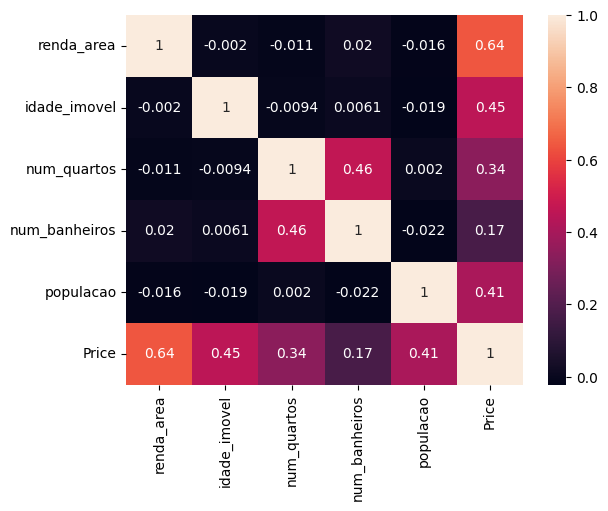 renda_area 1 -0.002 -0.011 0.02 -0.016 0.64
idade_imovel -0.002 1 -0.0094 0.0061 -0.019 0.45
num_quartos -0.011 -0.0094 1 0.46 0.002 0.34
num_banheiros 0.02 0.0061 0.46 1 -0.022 0.17
populacao -0.016 -0.019 0.002 -0.022 1 0.41
Price 0.64 0.45 0.34 0.17 0.41 1
renda_area
idade_imovel
num_quartos
num_banheiros
populacao
Price
1.0
0.8
0.6
0.4
0.2
0.0